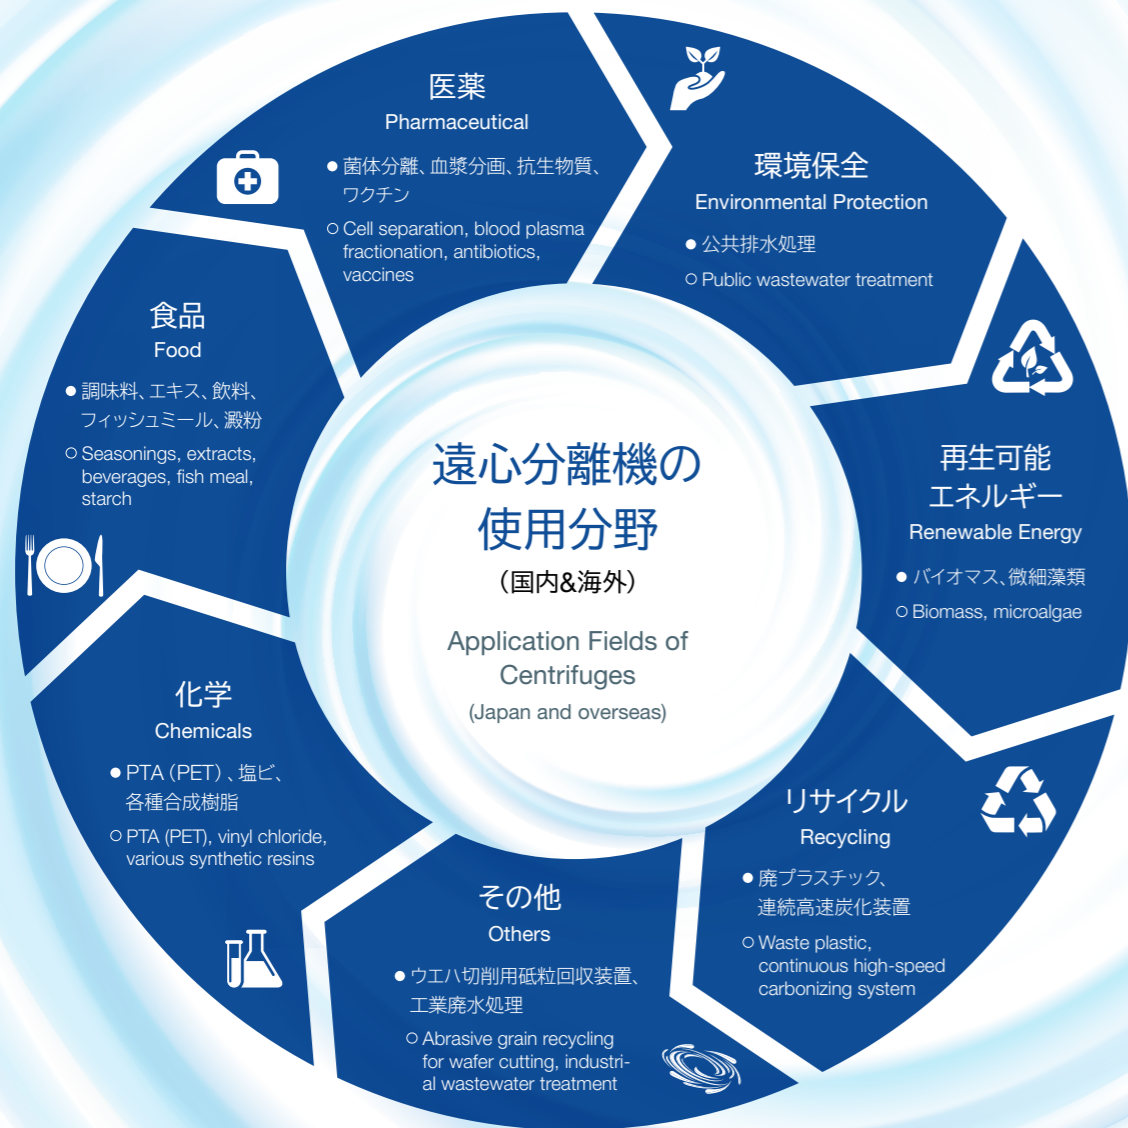 遠心分離機の
使用分野
（国内&海外）
Application Fields of
Centrifuges
(Japan and overseas)
医薬
Pharmaceutical
● 菌体分離、血漿分画、抗生物質、
ワクチン
○ Cell separation, blood plasma
fractionation, antibiotics,
vaccines
環境保全
Environmental Protection
● 公共排水処理
○ Public wastewater treatment
再生可能
エネルギー
Renewable Energy
● バイオマス、微細藻類
○ Biomass, microalgae
リサイクル
Recycling
● 廃プラスチック、
連続高速炭化装置
○ Waste plastic,
continuous high-speed
carbonizing system
その他
Others
● ウエハ切削用砥粒回収装置、
工業廃水処理
○ Abrasive grain recycling
for wafer cutting, industri-
al wastewater treatment
化学
Chemicals
● PTA（PET）、塩ビ、
各種合成樹脂
○ PTA (PET), vinyl chloride,
various synthetic resins
食品
Food
● 調味料、エキス、飲料、
フィッシュミール、澱粉
○ Seasonings, extracts,
beverages, fish meal,
starch